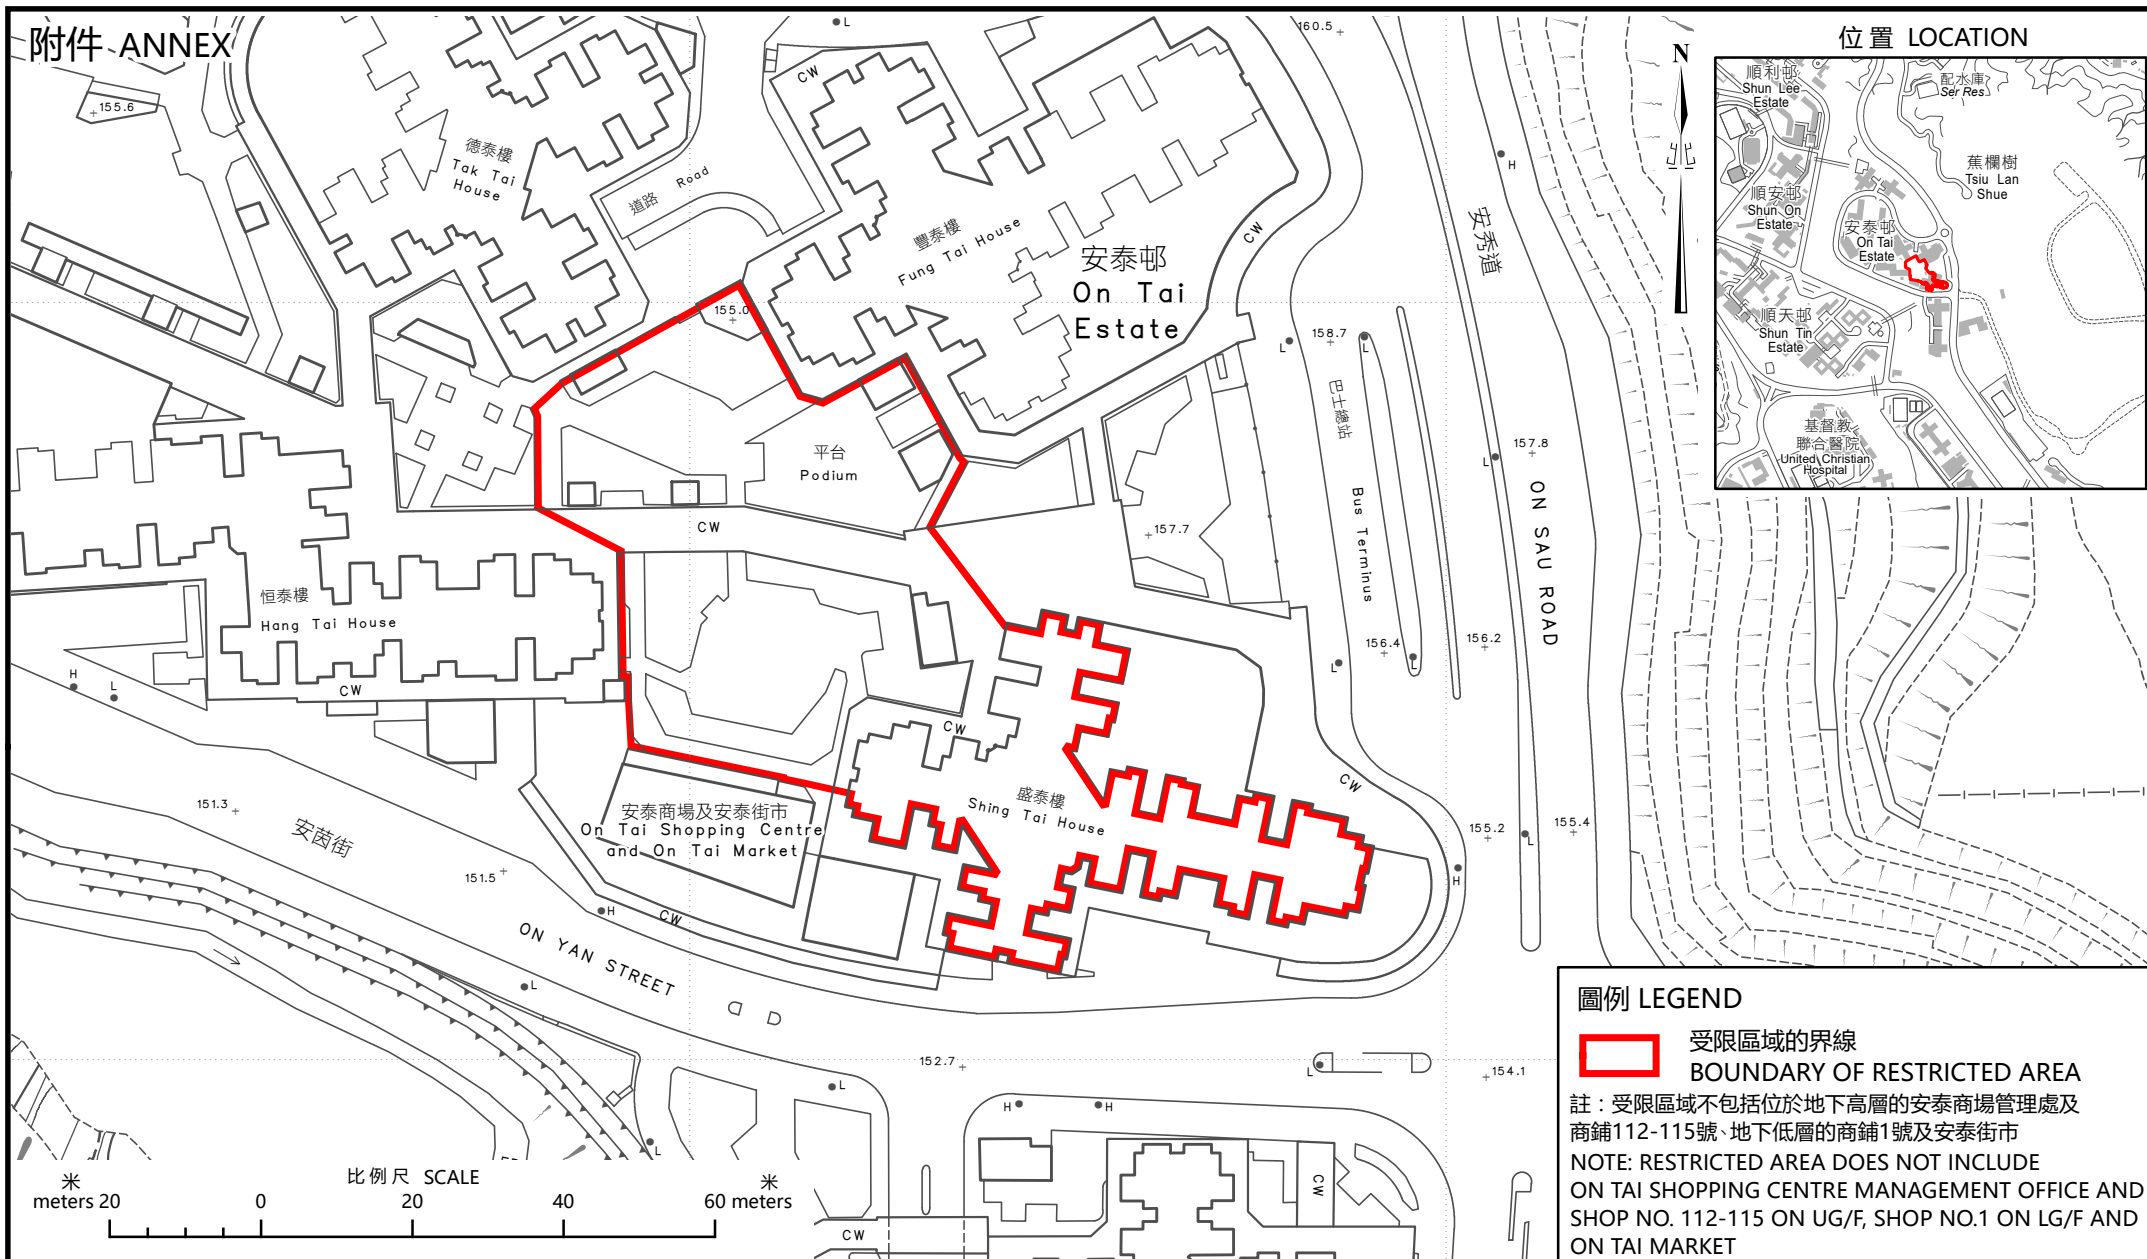 附件 ANNEX
160.5
155.6
CW
德泰樓
Tak Tai
House
道路 Road
豐泰樓
Fung Tai House
CW
安泰邨
On Tai
Estate
155.0
安秀道
H
L
N
158.7
L
L
巴士總站
Bus Terminus
平台
Podium
CW
157.7
157.8
L
ON SAU ROAD
恒泰樓
Hang Tai House
CW
H
L
156.4
L
L
156.2
CW
盛泰樓
Shing Tai House
CW
安泰商場及安泰街市
On Tai Shopping Centre
and On Tai Market
151.3
安茵街
151.5
H
CW
ON YAN STREET
L
155.2
L
155.4
H
152.7
L
L
154.1
H
H
L
CW
CW
比例尺 SCALE
米
meters 20
0
20
40
60 meters
米
位置 LOCATION
順利邨
Shun Lee
Estate
配水庫
Ser Res
蕉欄樹
Tsiu Lan
Shue
順安邨
Shun On
Estate
安泰邨
On Tai
Estate
順天邨
Shun Tin
Estate
基督教
聯合醫院
United Christian
Hospital
圖例 LEGEND
受限區域的界線
BOUNDARY OF RESTRICTED AREA
註：受限區域不包括位於地下高層的安泰商場管理處及
商鋪112-115號、地下低層的商鋪1號及安泰街市
NOTE: RESTRICTED AREA DOES NOT INCLUDE
ON TAI SHOPPING CENTRE MANAGEMENT OFFICE AND
SHOP NO. 112-115 ON UG/F, SHOP NO.1 ON LG/F AND
ON TAI MARKET